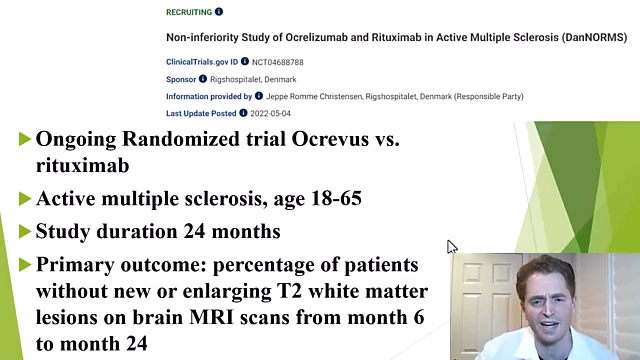 RECRUITING
Non-inferiority Study of Ocrelizumab and Rituximab in Active Multiple Sclerosis (DanNORMS)
ClinicalTrials.gov ID NCT04688788
Sponsor Rigshospitalet, Denmark
Information provided by Jeppe Romme Christensen, Rigshospitalet, Denmark (Responsible Party)
Last Update Posted 2022-05-04
Ongoing Randomized trial Ocrevus vs.
rituximab
Active multiple sclerosis, age 18-65
Study duration 24 months
Primary outcome: percentage of patients
without new or enlarging T2 white matter
lesions on brain MRI scans from month 6
to month 24